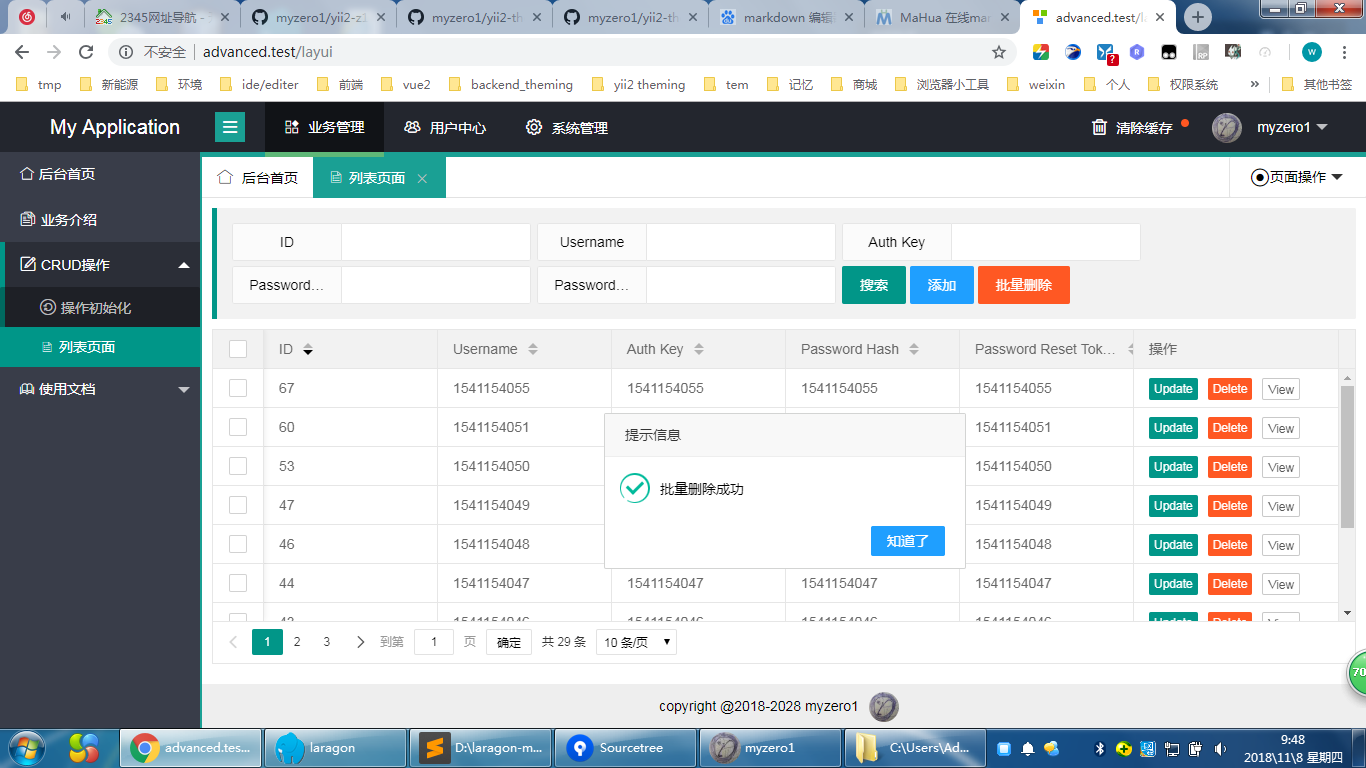 2345网址导航 -
myzero1/yii2-z1
myzero1/yii2-th
myzero1/yii2-th
markdown 编辑
MaHua 在线mar
advanced.test/la
不安全 | advanced.test/layui
tmp
新能源
环境
ide/editer
前端
vue2
backend_theming
yii2 theming
tem
记忆
商城
浏览器小工具
weixin
个人
权限系统
»
其他书签
My Application
业务管理
用户中心
系统管理
清除缓存
myzero1
后台首页
业务介绍
CRUD操作
操作初始化
列表页面
使用文档
后台首页
列表页面
页面操作
ID
Username
Auth Key
Password...
Password...
搜索
添加
批量删除
ID
Username
Auth Key
Password Hash
Password Reset Tok...
操作
67 1541154055 1541154055 1541154055 1541154055 Update Delete View
60 1541154051 1541154051 Update Delete View
53 1541154050 1541154050 Update Delete View
47 1541154049 1541154049 Update Delete View
46 1541154048 1541154048 Update Delete View
44 1541154047 1541154047 1541154047 1541154047 Update Delete View
提示信息
批量删除成功
知道了
1 2 3 到第 1 页 确定 共 29 条 10 条/页
70
copyright @2018-2028 myzero1
advanced.tes...
laragon
D:\laragon-m...
Sourcetree
myzero1
C:\Users\Ad...
9:48
2018\11\8 星期四